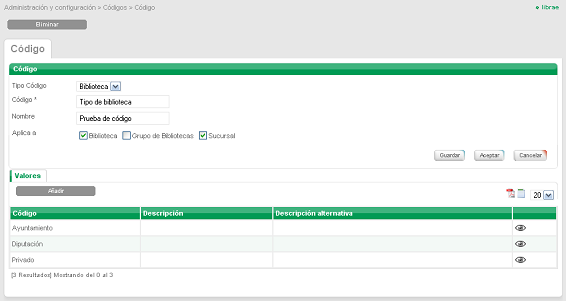 Administración y configuración » Códigos » Código
librae
Eliminar
Código
Código
Tipo Código Biblioteca
Código * Tipo de biblioteca
Nombre Prueba de código
Aplica a Biblioteca Grupo de Bibliotecas Sucursal
Guardar Aceptar Cancelar
Valores
Añadir 20
Código Descripción Descripción alternativa
Ayuntamiento
Diputación
Privado
[3 Resultados] Mostrando del 0 al 3